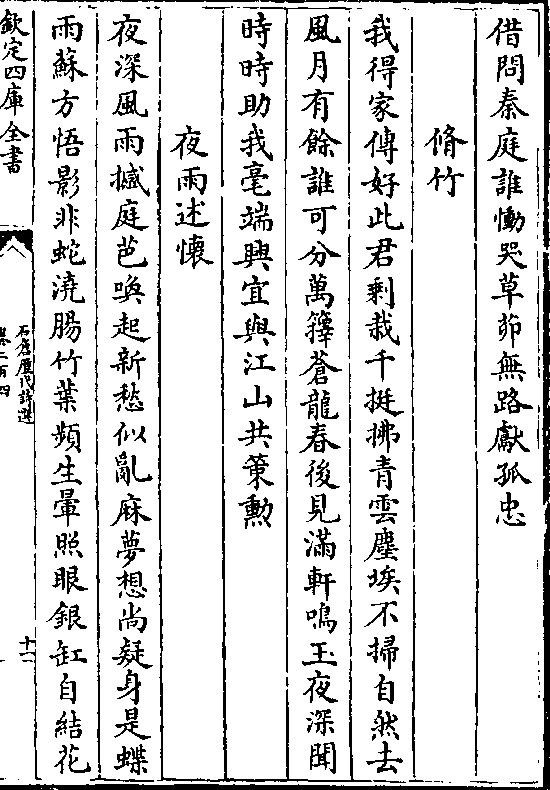 借問秦庭誰慟哭草茆無路獻孤忠
脩竹
我得家傳好此君剩栽千挺拂青雲塵埃不掃自然去
風月有餘誰可分萬籜蒼龍春後見滿軒鳴玉夜深聞
時時助我毫端興宜與江山共策勲
夜雨述懷
夜深風雨撼庭芭喚起新愁似亂麻夢想尚疑身是蝶
雨蘇方悟影非蛇澆腸竹葉頻生暈照眼銀缸自結花
欽定四庫全書
石倉歷代詩選
卷二百四
十一